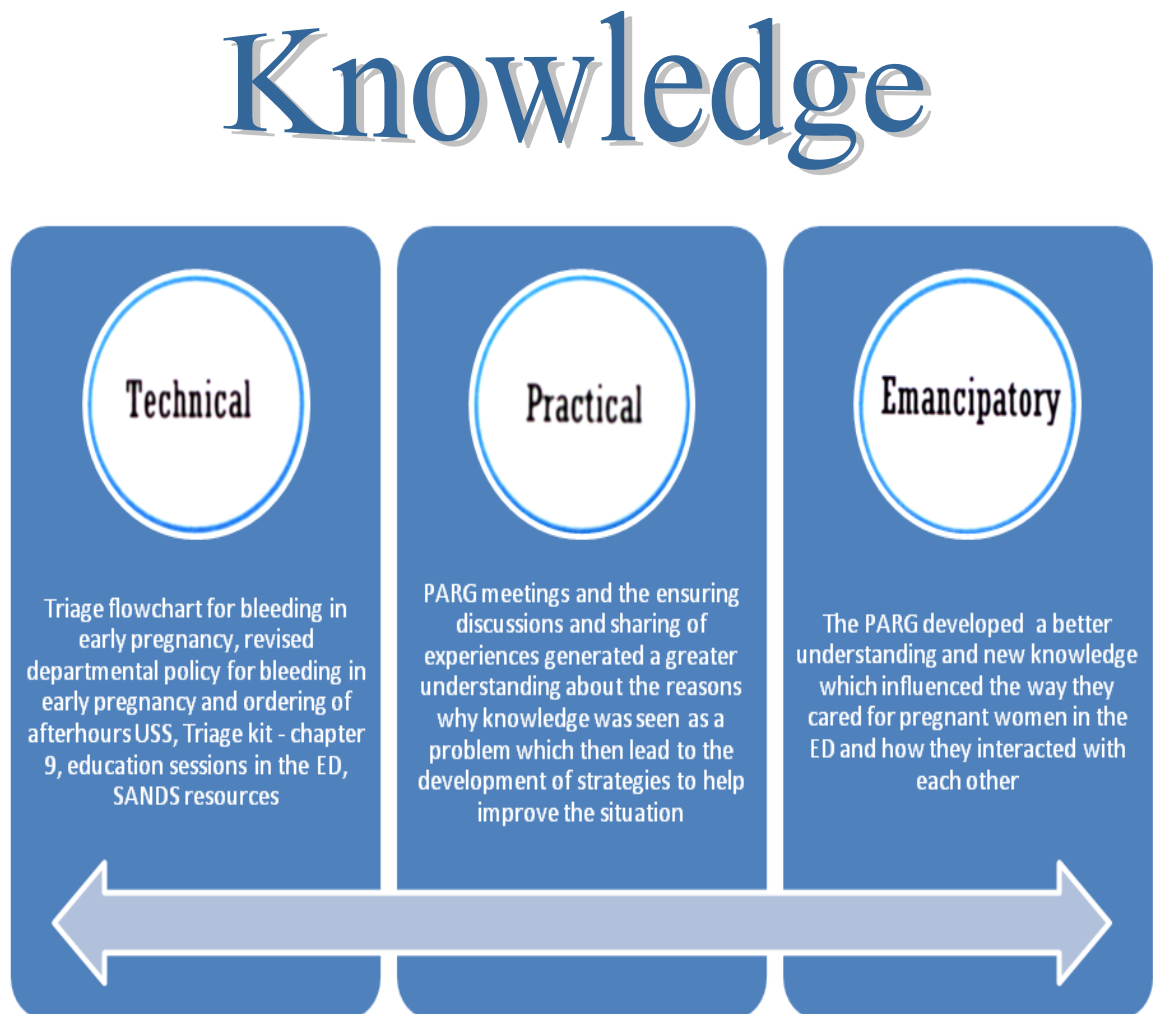 Knowledge
Technical
Triage flowchart for bleeding in
early pregnancy, revised
departmental policy for bleeding in
early pregnancy and ordering of
afterhours USS, Triage kit - chapter
9, education sessions in the ED,
SANDS resources
Practical
PARG meetings and the ensuring
discussions and sharing of
experiences generated a greater
understanding about the reasons
why knowledge was seen as a
problem which then lead to the
development of strategies to help
improve the situation
Emancipatory
The PARG developed a better
understanding and new knowledge
which influenced the way they
cared for pregnant women in the
ED and how they interacted with
each other